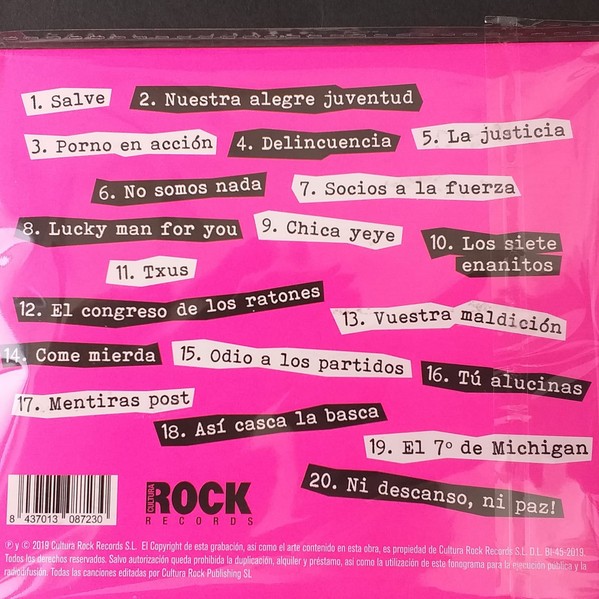 1. Salve
2. Nuestra alegre juventud
3. Porno en acción
4. Delincuencia
5. La justicia
6. No somos nada
7. Socios a la fuerza
8. Lucky man for you
9. Chica yeye
10. Los siete
enanitos
11. Txus
12. El congreso de los ratones
13. Vuestra maldición
14. Come mierda
15. Odio a los partidos
16. Tú alucinas
17. Mentiras post
18. Así casca la basca
19. El 7º de Michigan
20. Ni descanso, ni paz!
8 437013 087230
CULTURA ROCK
RECORDS
℗ y © 2019 Cultura Rock Records S.L. El Copyright de esta grabación, así como el arte contenido en esta obra, es propiedad de Cultura Rock Records S.L. D.L. BI-45-2019.
Todos los derechos reservados. Salvo autorización queda prohibida la duplicación, alquiler y préstamo, así como la utilización de este fonograma para la ejecución pública y la
radiodifusión. Todas las canciones editadas por Cultura Rock Publishing SL